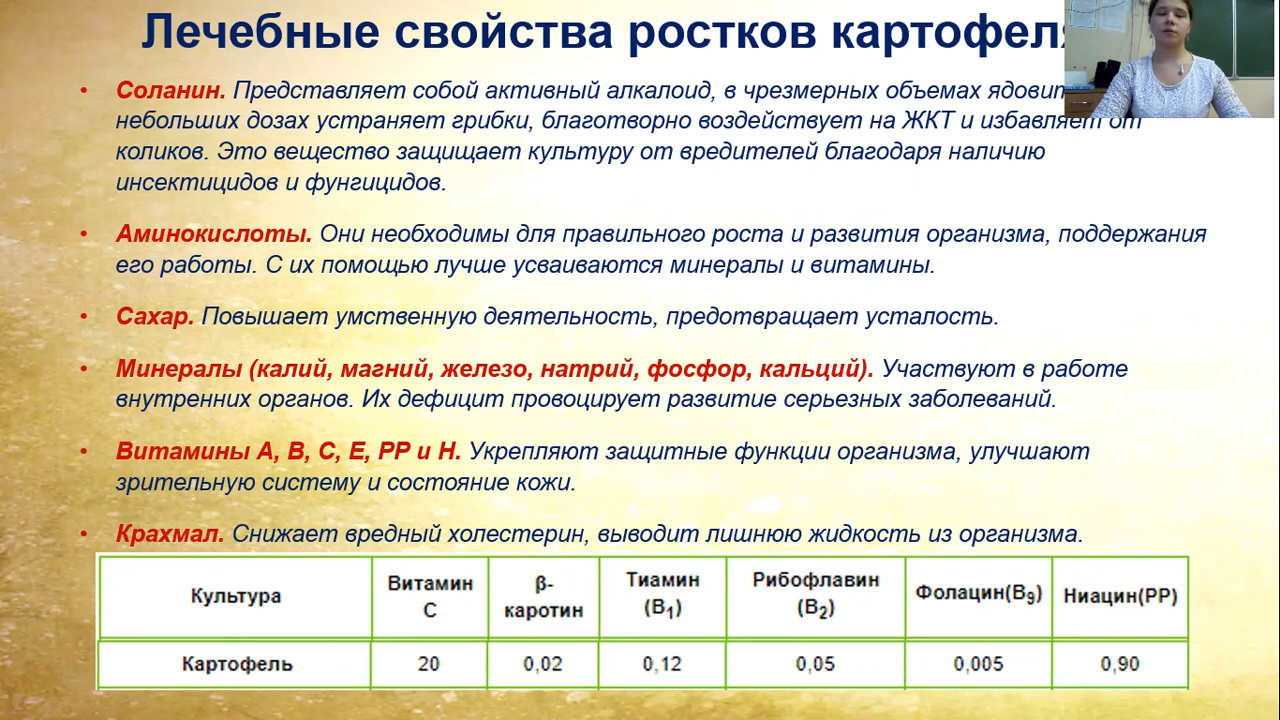 Лечебные свойства ростков картофеля
• Соланин. Представляет собой активный алкалоид, в чрезмерных объемах
небольших дозах устраняет грибки, благотворно воздействует на ЖКТ и избавляет от
коликов. Это вещество защищает культуру от вредителей благодаря наличию
инсектицидов и фунгицидов.
• Аминокислоты. Они необходимы для правильного роста и развития организма, поддержания
его работы. С их помощью лучше усваиваются минералы и витамины.
• Сахар. Повышает умственную деятельность, предотвращает усталость.
• Минералы (калий, магний, железо, натрий, фосфор, кальций). Участвуют в работе
внутренних органов. Их дефицит провоцирует развитие серьезных заболеваний.
• Витамины А, В, С, Е, РР и Н. Укрепляют защитные функции организма, улучшают
зрительную систему и состояние кожи.
• Крахмал. Снижает вредный холестерин, выводит лишнюю жидкость из организма.
Культура Витамин С β-каротин Тиамин (В1) Рибофлавин (В2) Фолацин(В9) Ниацин(РР)
Картофель 20 0,02 0,12 0,05 0,005 0,90